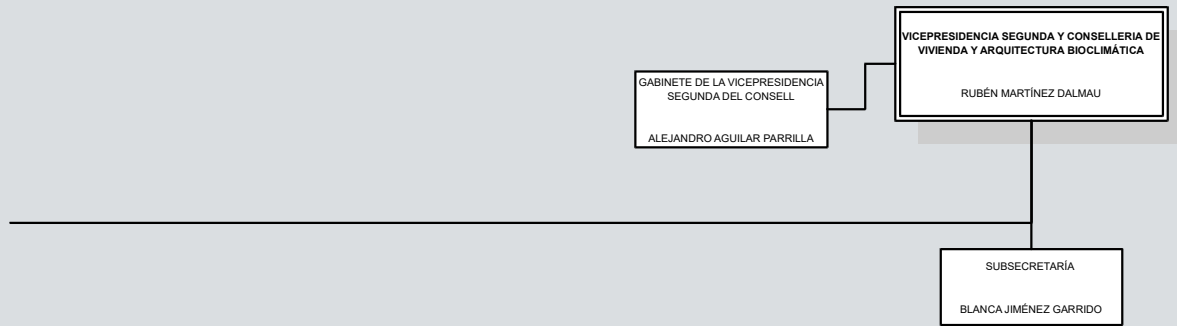 VICEPRESIDENCIA SEGUNDA Y CONSELLERIA DE
VIVIENDA Y ARQUITECTURA BIOCLIMÁTICA
RUBÉN MARTÍNEZ DALMAU
GABINETE DE LA VICEPRESIDENCIA
SEGUNDA DEL CONSELL
ALEJANDRO AGUILAR PARRILLA
SUBSECRETARÍA
BLANCA JIMÉNEZ GARRIDO